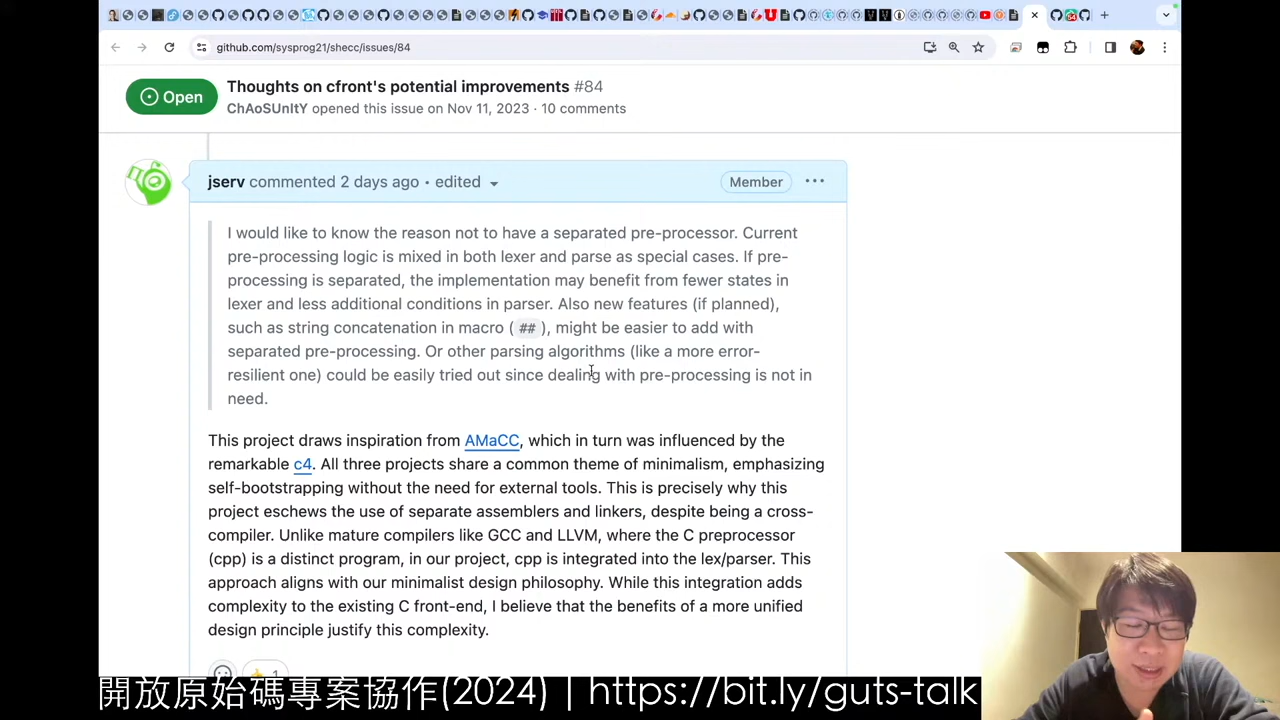 github.com/sysprog21/shecc/issues/84
Open
Thoughts on cfront's potential improvements #84
ChAoSUnItY opened this issue on Nov 11, 2023 · 10 comments
jserv commented 2 days ago • edited
Member
I would like to know the reason not to have a separated pre-processor. Current
pre-processing logic is mixed in both lexer and parse as special cases. If pre-
processing is separated, the implementation may benefit from fewer states in
lexer and less additional conditions in parser. Also new features (if planned),
such as string concatenation in macro ( ## ), might be easier to add with
separated pre-processing. Or other parsing algorithms (like a more error-
resilient one) could be easily tried out since dealing with pre-processing is not in
need.
This project draws inspiration from AMaCC, which in turn was influenced by the
remarkable c4. All three projects share a common theme of minimalism, emphasizing
self-bootstrapping without the need for external tools. This is precisely why this
project eschews the use of separate assemblers and linkers, despite being a cross-
compiler. Unlike mature compilers like GCC and LLVM, where the C preprocessor
(cpp) is a distinct program, in our project, cpp is integrated into the lex/parser. This
approach aligns with our minimalist design philosophy. While this integration adds
complexity to the existing C front-end, I believe that the benefits of a more unified
design principle justify this complexity.
開放原始碼專案協作(2024) | https://bit.ly/guts-talk